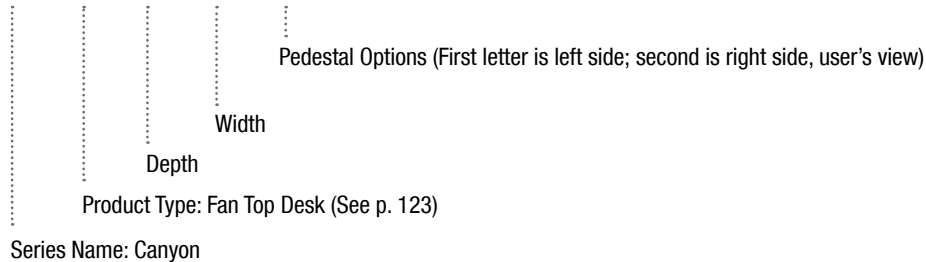 Pedestal Options (First letter is left side; second is right side, user’s view)
Width
Depth
Product Type: Fan Top Desk (See p. 123)
Series Name: Canyon